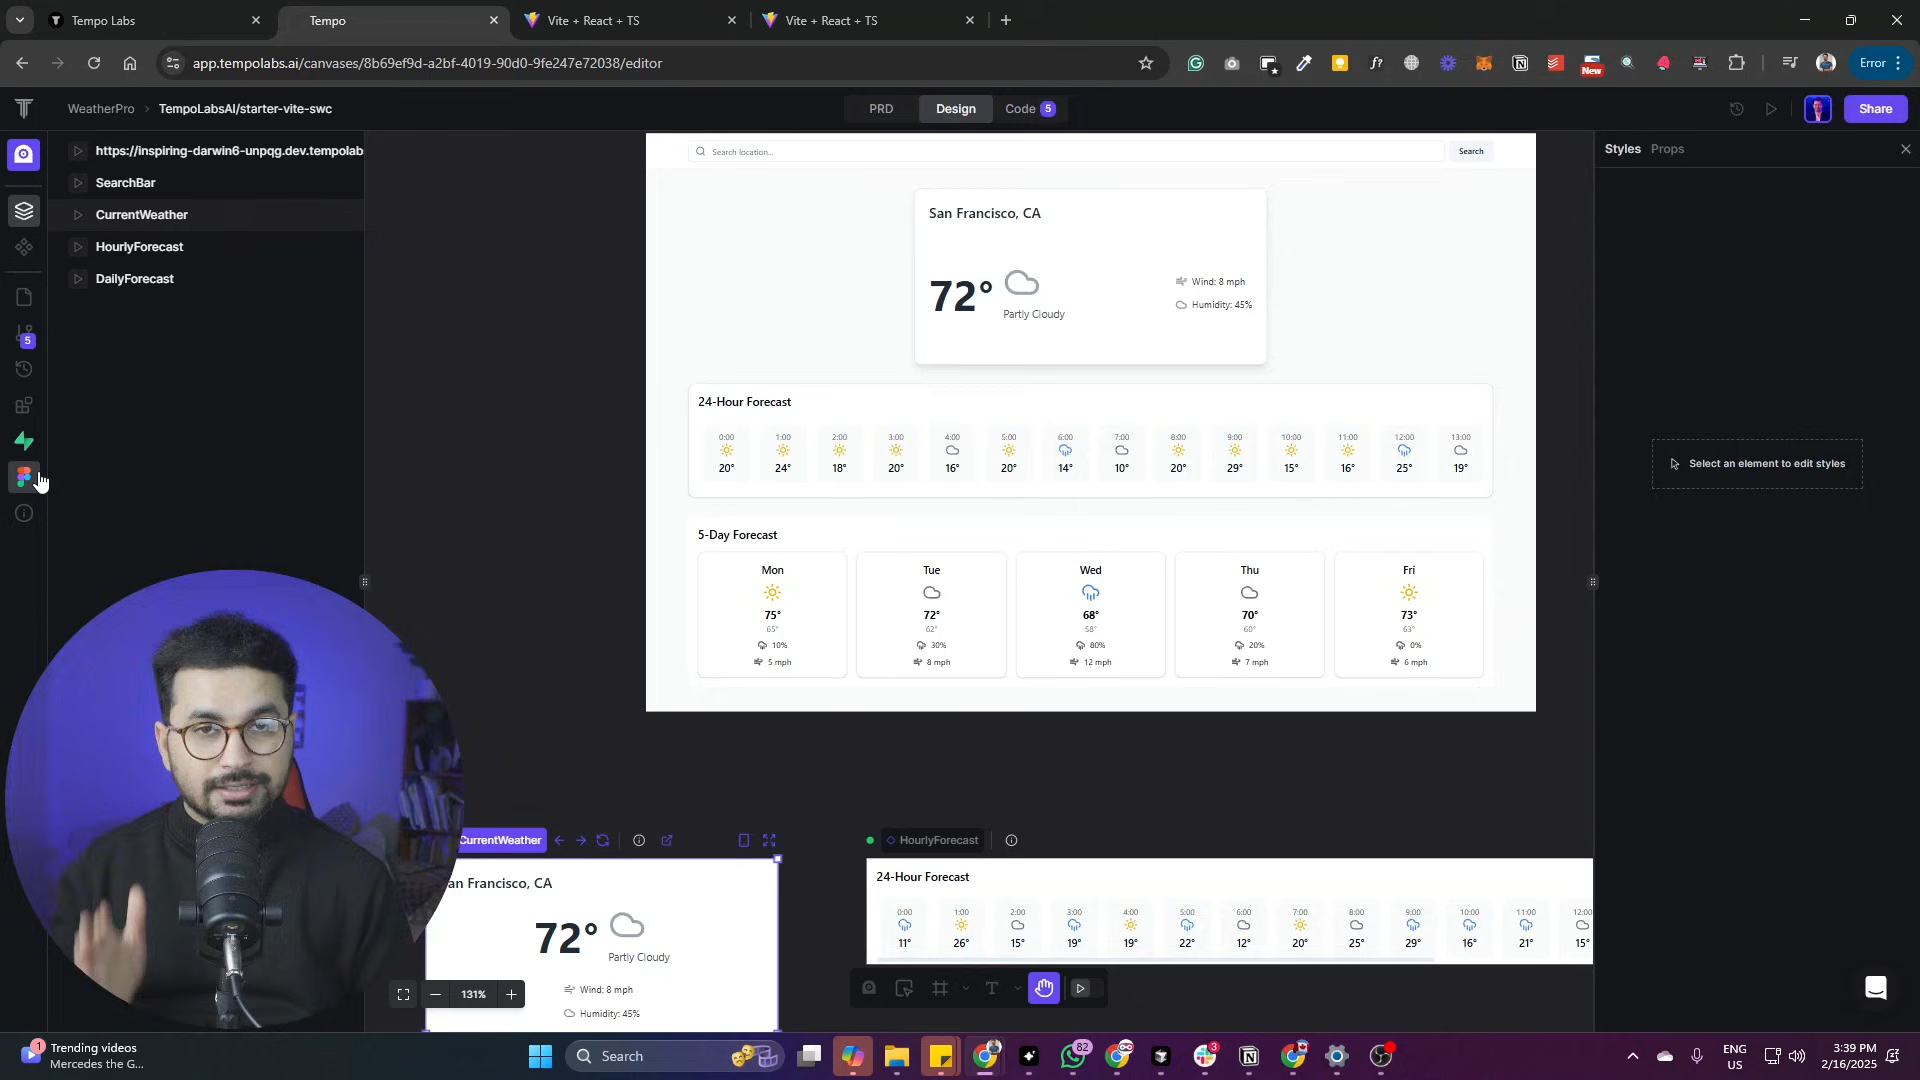 Tempo Labs
Tempo
Vite + React + TS
Vite + React + TS
app.tempolabs.ai/canvases/8b69ef9d-a2bf-4019-90d0-9fe247e72038/editor
New
Error
WeatherPro > TempoLabsAI/starter-vite-swc
PRD
Design
Code 5
Share
https://inspiring-darwin6-unpqg.dev.tempolab
SearchBar
CurrentWeather
HourlyForecast
DailyForecast
5
Search location...
Search
San Francisco, CA
72°
Partly Cloudy
Wind: 8 mph
Humidity: 45%
24-Hour Forecast
0:00 1:00 2:00 3:00 4:00 5:00 6:00 7:00 8:00 9:00 10:00 11:00 12:00 13:00
20° 24° 18° 20° 16° 20° 14° 10° 20° 29° 15° 16° 25° 19°
5-Day Forecast
Mon Tue Wed Thu Fri
75° 72° 68° 70° 73°
65° 62° 58° 60° 63°
10% 30% 80% 20% 0%
5 mph 8 mph 12 mph 7 mph 6 mph
Styles Props
Select an element to edit styles
CurrentWeather
an Francisco, CA
72°
Partly Cloudy
Wind: 8 mph
Humidity: 45%
HourlyForecast
24-Hour Forecast
0:00 1:00 2:00 3:00 4:00 5:00 6:00 7:00 8:00 9:00 10:00 11:00 12:00
11° 26° 15° 19° 19° 22° 12° 20° 25° 29° 16° 21° 15°
131%
1
Trending videos
Mercedes the G...
Search
82
3
ENG
US
3:39 PM
2/16/2025